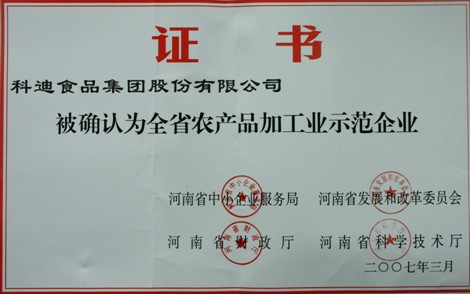 证书
科迪食品集团股份有限公司
被确认为全省农产品加工业示范企业
河南省中小企业服务局 河南省发展和改革委员会
河南省财政厅 河南省科学技术厅
二〇〇七年三月